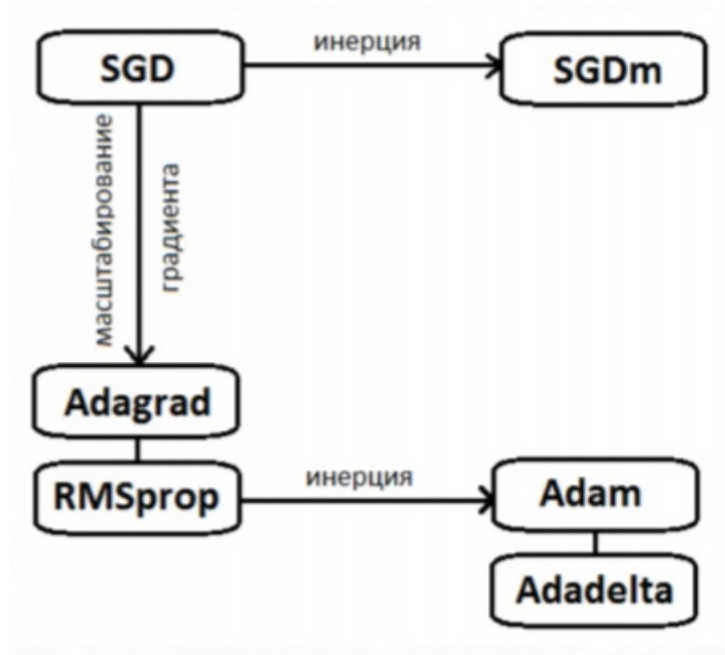 SGD
инерция
SGDm
масштабирование
градиента
Adagrad
RMSprop
инерция
Adam
Adadelta